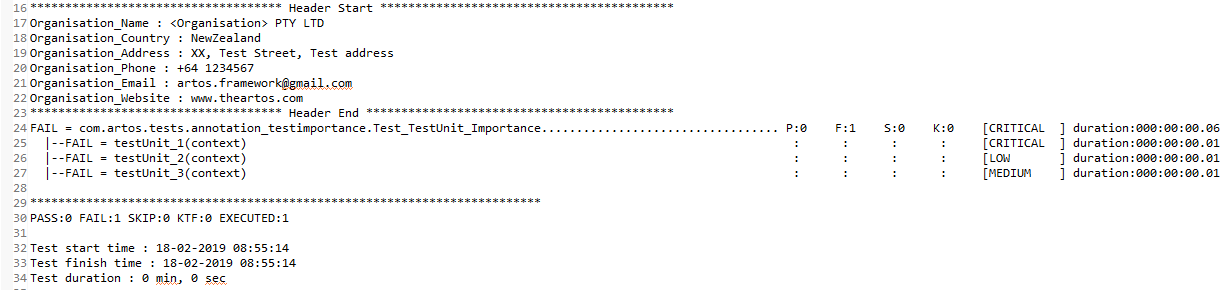 16 ************************************ Header Start ******************************************
17 Organisation_Name : <Organisation> PTY LTD
18 Organisation_Country : NewZealand
19 Organisation_Address : XX, Test Street, Test address
20 Organisation_Phone : +64 1234567
21 Organisation_Email : artos.framework@gmail.com
22 Organisation_Website : www.theartos.com
23 ************************************ Header End ********************************************
24 FAIL = com.artos.tests.annotation_testimportance.Test_TestUnit_Importance.................................. P:0 F:1 S:0 K:0 [CRITICAL ] duration:000:00:00.06
25 |--FAIL = testUnit_1(context) : : : : [CRITICAL ] duration:000:00:00.01
26 |--FAIL = testUnit_2(context) : : : : [LOW ] duration:000:00:00.01
27 |--FAIL = testUnit_3(context) : : : : [MEDIUM ] duration:000:00:00.01
28
29 *************************************************************************
30 PASS:0 FAIL:1 SKIP:0 KTF:0 EXECUTED:1
31
32 Test start time : 18-02-2019 08:55:14
33 Test finish time : 18-02-2019 08:55:14
34 Test duration : 0 min, 0 sec